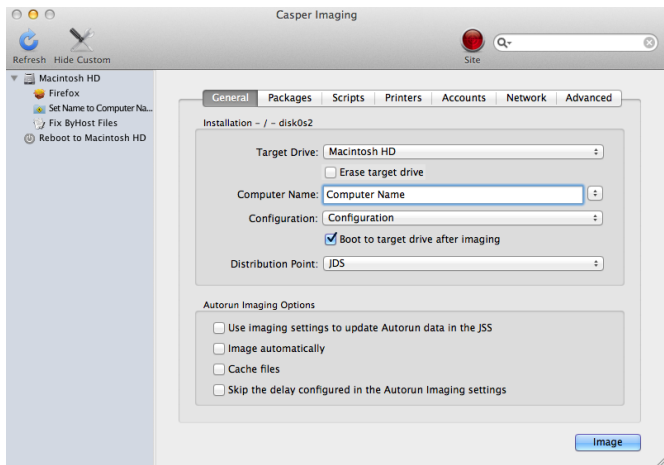 Casper Imaging
Refresh
Hide Custom
Site
Macintosh HD
Firefox
Set Name to Computer Na...
Fix ByHost Files
Reboot to Macintosh HD
General
Packages
Scripts
Printers
Accounts
Network
Advanced
Installation - / - disk0s2
Target Drive: Macintosh HD
Erase target drive
Computer Name: Computer Name
Configuration: Configuration
Boot to target drive after imaging
Distribution Point: JDS
Autorun Imaging Options
Use imaging settings to update Autorun data in the JSS
Image automatically
Cache files
Skip the delay configured in the Autorun Imaging settings
Image